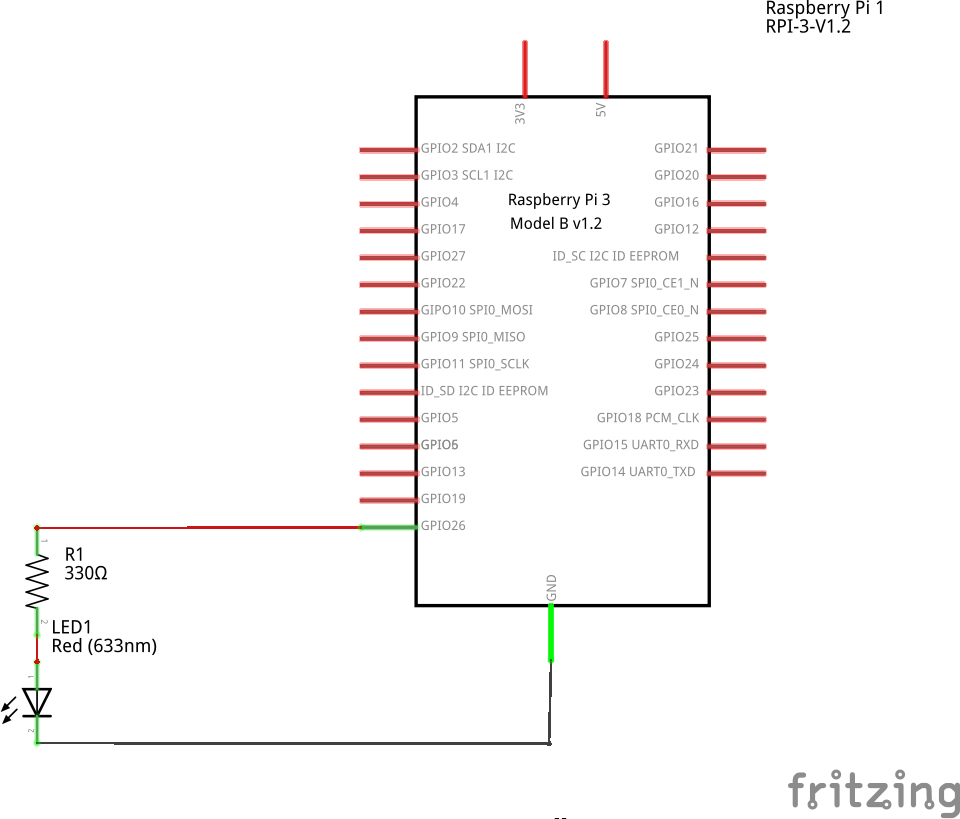 Raspberry Pi 1
RPI-3-V1.2
3V3
5V
GPIO2 SDA1 I2C
GPIO21
GPIO3 SCL1 I2C
GPIO20
Raspberry Pi 3
GPIO4
GPIO16
Model B v1.2
GPIO17
GPIO12
GPIO27
ID_SC I2C ID EEPROM
GPIO22
GPIO7 SPI0_CE1_N
GIPO10 SPI0_MOSI
GPIO8 SPI0_CE0_N
GPIO9 SPI0_MISO
GPIO25
GPIO11 SPI0_SCLK
GPIO24
ID_SD I2C ID EEPROM
GPIO23
GPIO5
GPIO18 PCM_CLK
GPIO6
GPIO15 UART0_RXD
GPIO13
GPIO14 UART0_TXD
GPIO19
GPIO26
1
R1
330Ω
GND
2
LED1
Red (633nm)
1
2
fritzing